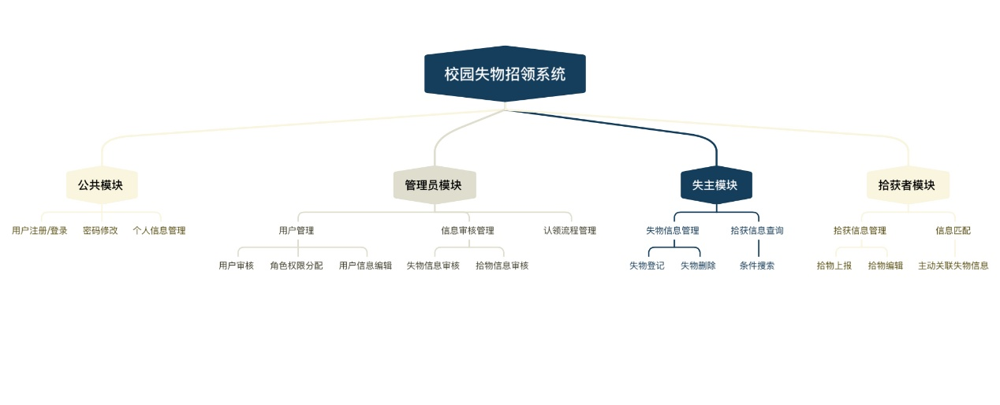 校园失物招领系统
公共模块
管理员模块
失主模块
拾获者模块
用户注册/登录
密码修改
个人信息管理
用户管理
信息审核管理
认领流程管理
失物信息管理
拾获信息查询
拾获信息管理
信息匹配
用户审核
角色权限分配
用户信息编辑
失物信息审核
拾物信息审核
失物登记
失物删除
条件搜索
拾物上报
拾物编辑
主动关联失物信息